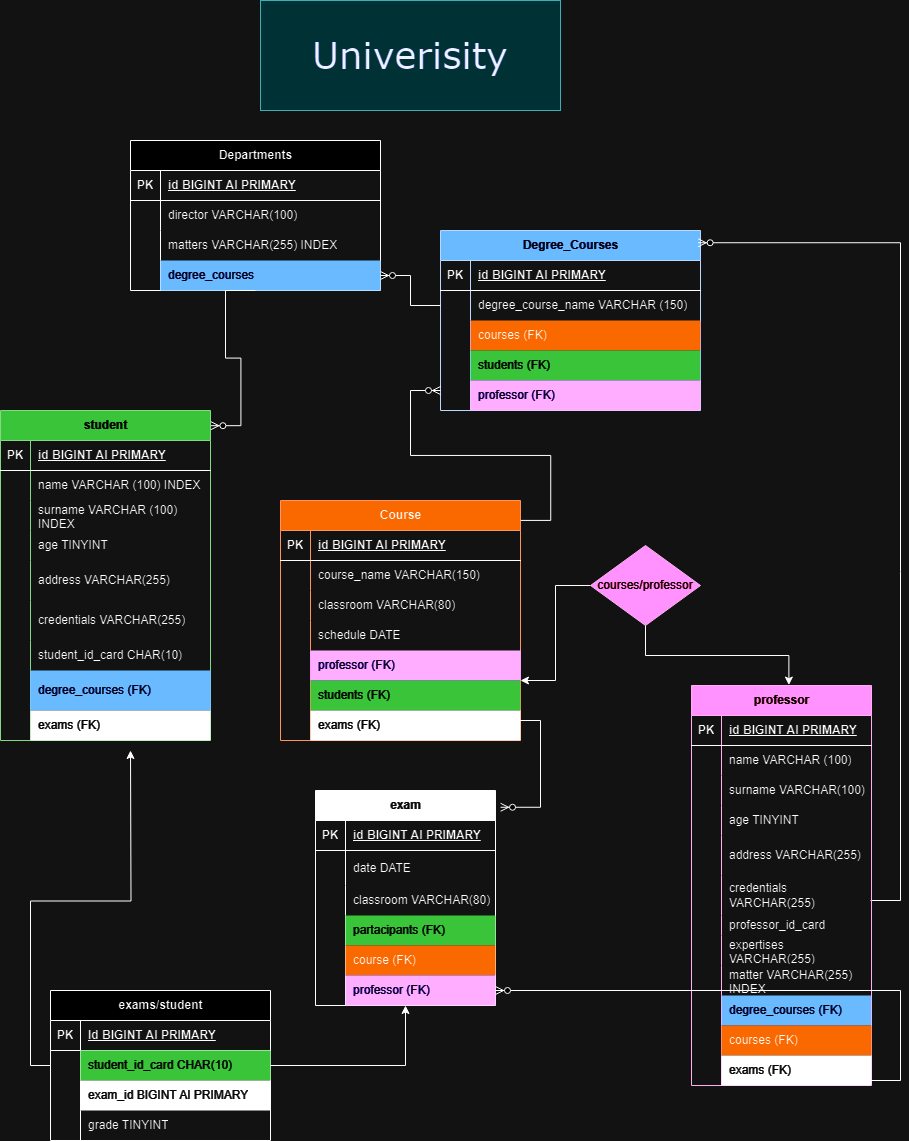 Univerisity
Departments
PK
id BIGINT AI PRIMARY
director VARCHAR(100)
matters VARCHAR(255) INDEX
degree_courses
Degree_Courses
PK
id BIGINT AI PRIMARY
degree_course_name VARCHAR (150)
courses (FK)
students (FK)
professor (FK)
student
PK
id BIGINT AI PRIMARY
name VARCHAR (100) INDEX
surname VARCHAR (100)
INDEX
age TINYINT
address VARCHAR(255)
credentials VARCHAR(255)
student_id_card CHAR(10)
degree_courses (FK)
exams (FK)
Course
PK
id BIGINT AI PRIMARY
course_name VARCHAR(150)
classroom VARCHAR(80)
schedule DATE
professor (FK)
students (FK)
exams (FK)
courses/professor
professor
PK
id BIGINT AI PRIMARY
name VARCHAR (100)
surname VARCHAR(100)
age TINYINT
address VARCHAR(255)
credentials
VARCHAR(255)
professor_id_card
expertises
VARCHAR(255)
matter VARCHAR(255)
INDEX
degree_courses (FK)
courses (FK)
exams (FK)
exam
PK
id BIGINT AI PRIMARY
date DATE
classroom VARCHAR(80)
partacipants (FK)
course (FK)
professor (FK)
exams/student
PK
Id BIGINT AI PRIMARY
student_id_card CHAR(10)
exam_id BIGINT AI PRIMARY
grade TINYINT